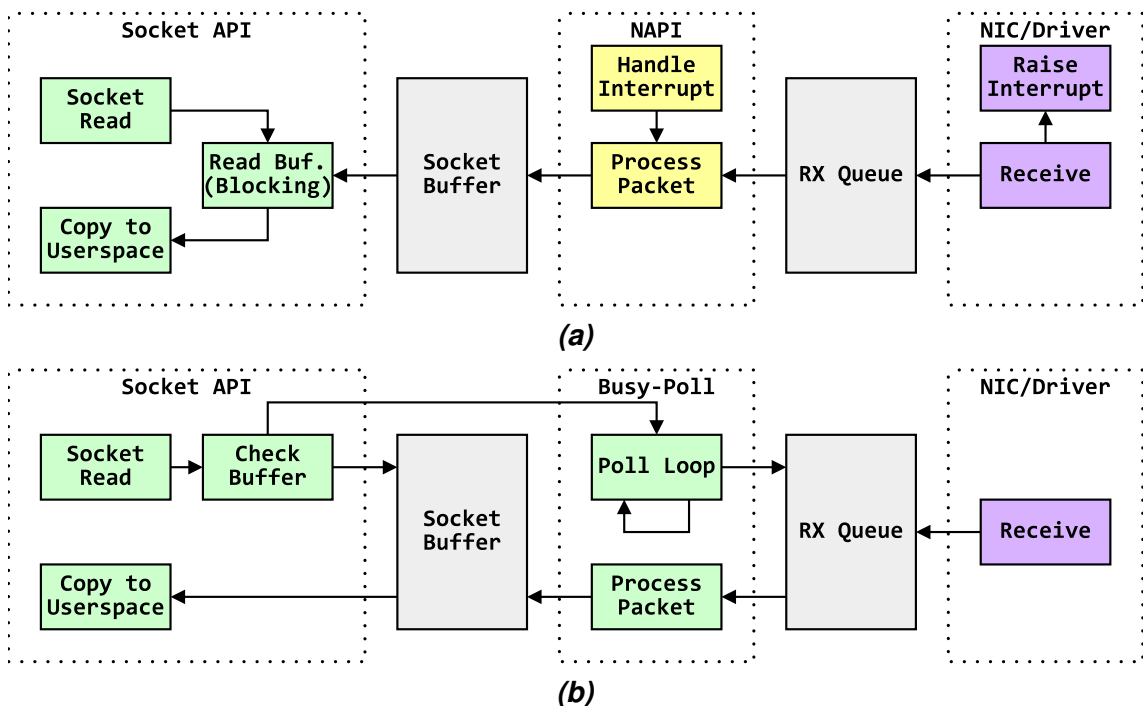 Socket API
NAPI
NIC/Driver
Socket
Read
Read Buf.
(Blocking)
Copy to
Userspace
Socket
Buffer
Handle
Interrupt
Process
Packet
RX Queue
Raise
Interrupt
Receive
(a)
Socket API
Busy-Poll
NIC/Driver
Socket
Read
Check
Buffer
Copy to
Userspace
Socket
Buffer
Poll Loop
Process
Packet
RX Queue
Receive
(b)